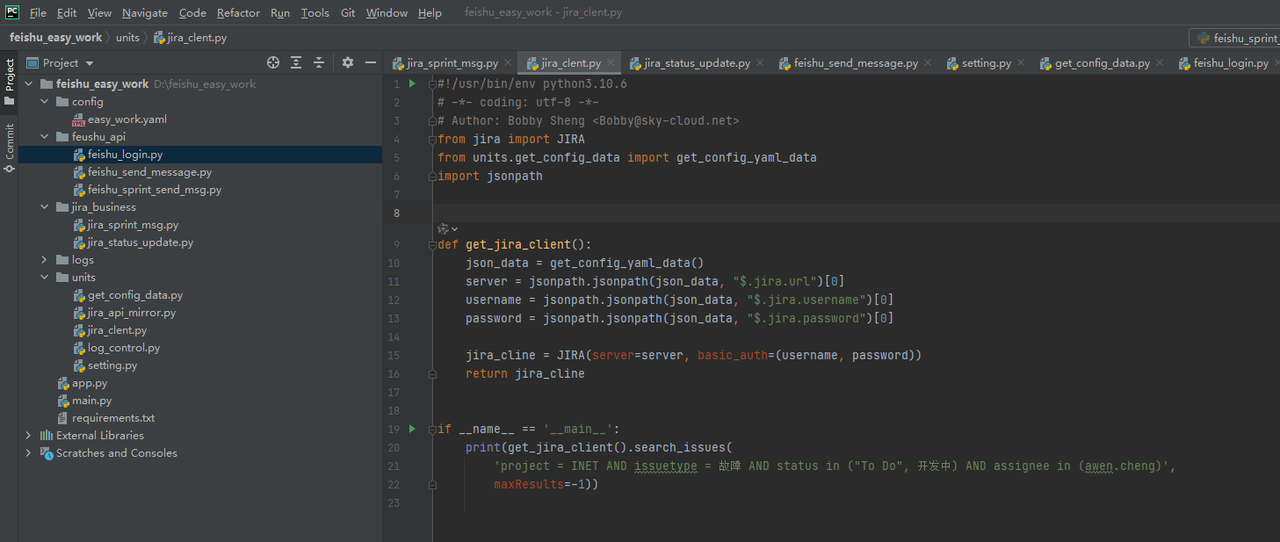 PC File Edit View Navigate Code Refactor Run Tools Git Window Help feishu_easy_work - jira_clent.py
feishu_easy_work units jira_clent.py feishu_sprint_
Project
Commit
Project
feishu_easy_work D:\feishu_easy_work
config
easy_work.yaml
feushu_api
feishu_login.py
feishu_send_message.py
feishu_sprint_send_msg.py
jira_business
jira_sprint_msg.py
jira_status_update.py
logs
units
get_config_data.py
jira_api_mirror.py
jira_clent.py
log_control.py
setting.py
app.py
main.py
requirements.txt
External Libraries
Scratches and Consoles
jira_sprint_msg.py jira_clent.py jira_status_update.py feishu_send_message.py setting.py get_config_data.py feishu_login.py
1 #!/usr/bin/env python3.10.6
2 # -*- coding: utf-8 -*-
3 # Author: Bobby Sheng <Bobby@sky-cloud.net>
4 from jira import JIRA
5 from units.get_config_data import get_config_yaml_data
6 import jsonpath
7
8
9 def get_jira_client():
10 json_data = get_config_yaml_data()
11 server = jsonpath.jsonpath(json_data, "$.jira.url")[0]
12 username = jsonpath.jsonpath(json_data, "$.jira.username")[0]
13 password = jsonpath.jsonpath(json_data, "$.jira.password")[0]
14
15 jira_cline = JIRA(server=server, basic_auth=(username, password))
16 return jira_cline
17
18
19 if __name__ == '__main__':
20 print(get_jira_client().search_issues(
21 'project = INET AND issuetype = 故障 AND status in ("To Do", 开发中) AND assignee in (awen.cheng)',
22 maxResults=-1))
23